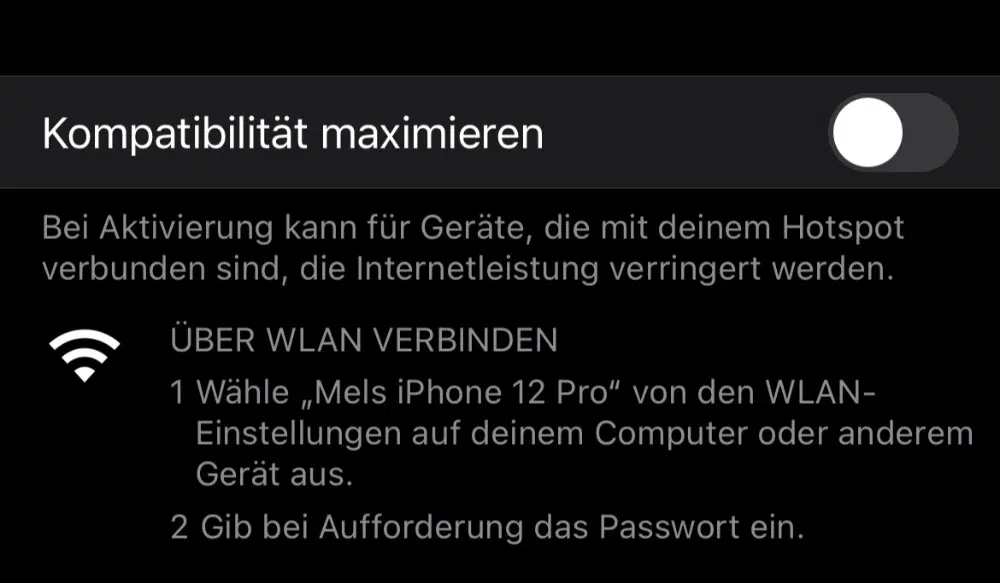 Kompatibilität maximieren
Bei Aktivierung kann für Geräte, die mit deinem Hotspot
verbunden sind, die Internetleistung verringert werden.
ÜBER WLAN VERBINDEN
1 Wähle „Mels iPhone 12 Pro“ von den WLAN-
Einstellungen auf deinem Computer oder anderem
Gerät aus.
2 Gib bei Aufforderung das Passwort ein.